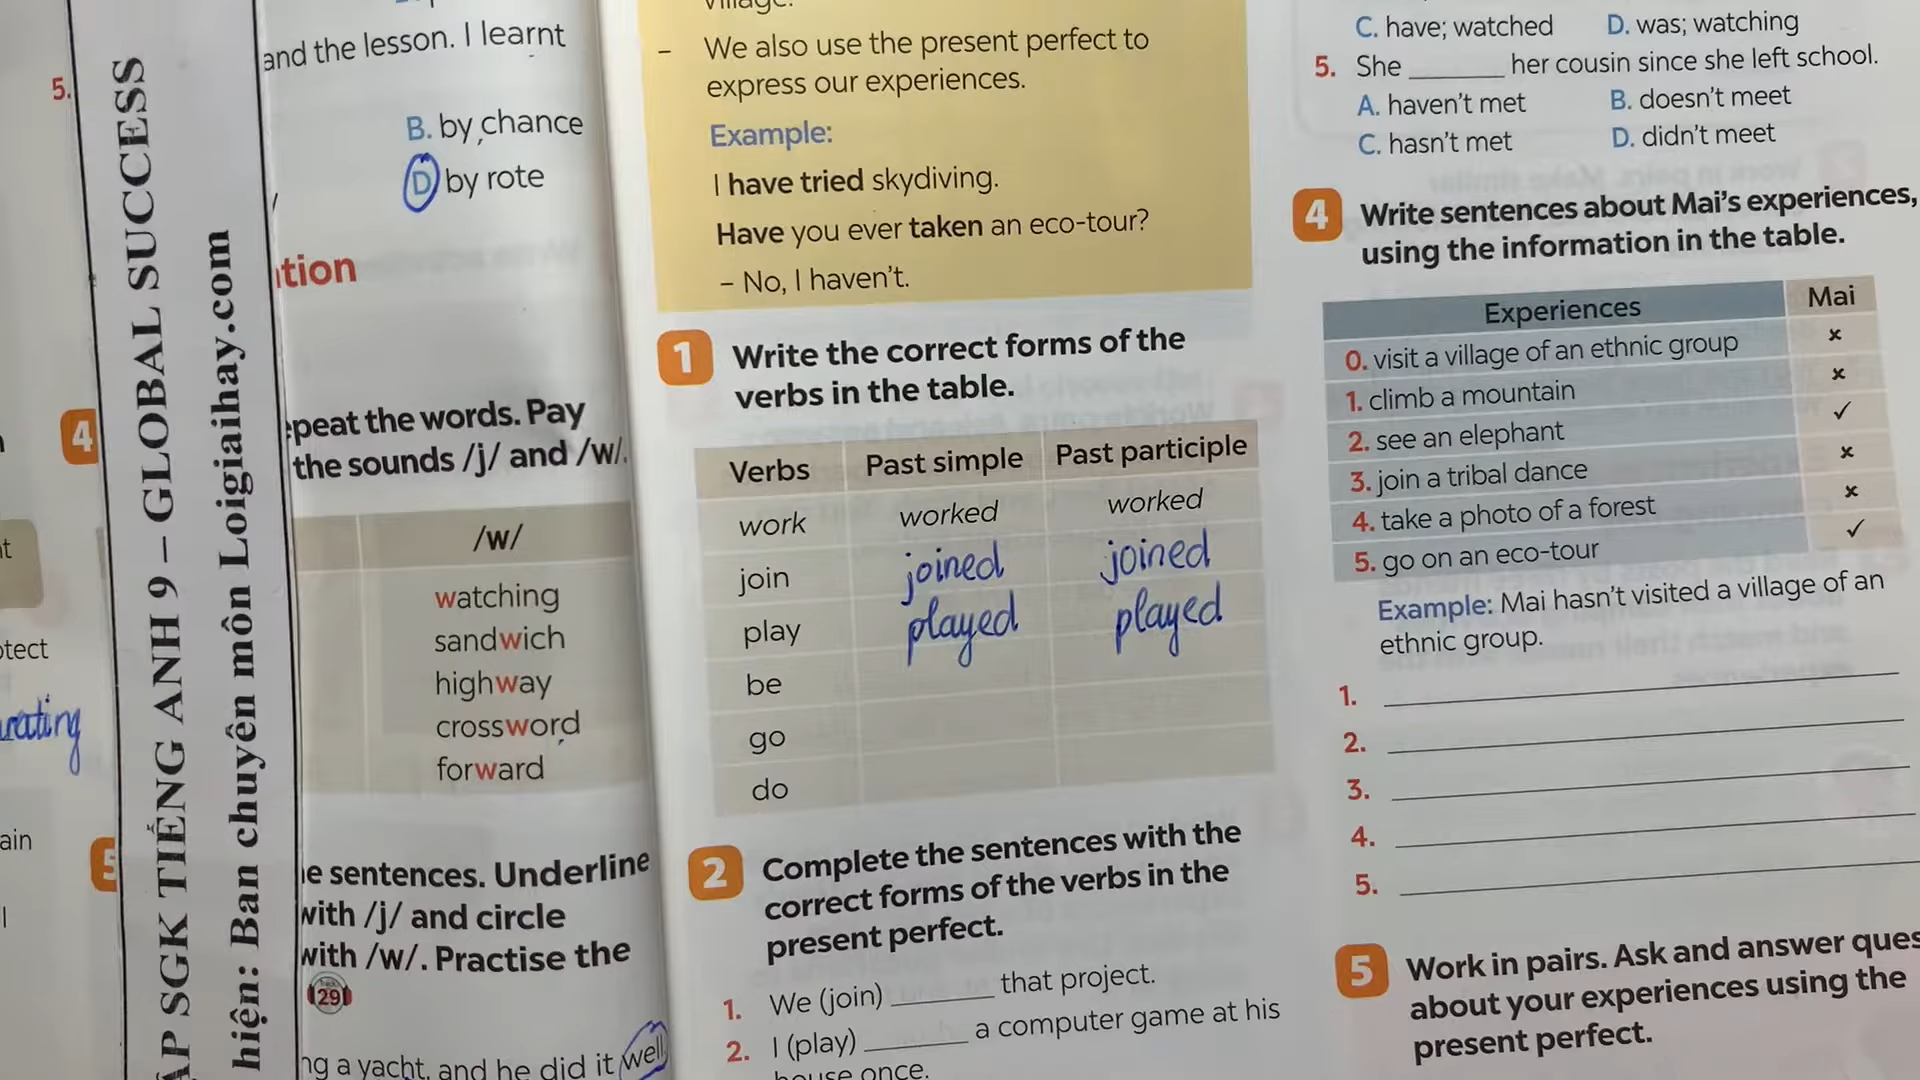 5.
4
t
otect
urating
ain
5
ẬP SGK TIẾNG ANH 9 – GLOBAL SUCCESS
hiện: Ban chuyên môn Loigiaihay.com
and the lesson. I learnt
B. by chance
D by rote
tion
epeat the words. Pay
the sounds /j/ and /w/.
/w/
watching
sandwich
highway
crossword
forward
e sentences. Underline
with /j/ and circle
with /w/. Practise the
29
ng a yacht, and he did it well
village.
– We also use the present perfect to
express our experiences.
Example:
I have tried skydiving.
Have you ever taken an eco-tour?
– No, I haven't.
1 Write the correct forms of the
verbs in the table.
Verbs Past simple Past participle
work worked worked
join joined joined
play played played
be
go
do
2 Complete the sentences with the
correct forms of the verbs in the
present perfect.
1. We (join) ______ that project.
2. I (play) ______ a computer game at his
house once.
C. have; watched D. was; watching
5. She ______ her cousin since she left school.
A. haven't met B. doesn't meet
C. hasn't met D. didn't meet
4 Write sentences about Mai's experiences,
using the information in the table.
Experiences Mai
0. visit a village of an ethnic group ×
1. climb a mountain ×
2. see an elephant ✓
3. join a tribal dance ×
4. take a photo of a forest ×
5. go on an eco-tour ✓
Example: Mai hasn't visited a village of an
ethnic group.
1.
2.
3.
4.
5.
5 Work in pairs. Ask and answer ques
about your experiences using the
present perfect.